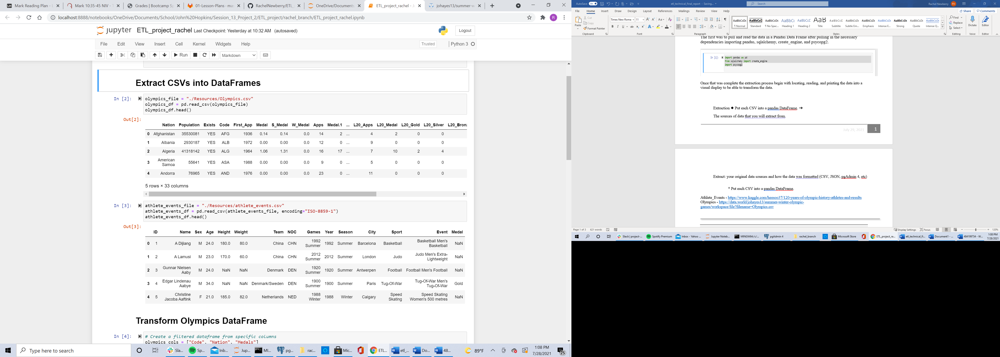 Mark Reading Plan - L
Mark 10:35-45 NIV - T
Grades | Bootcamp Sp
01-Lesson-Plans · mas
RachelNewberry/ETL_
OneDrive/Documents/
ETL_project_rachel - Ju
johayes13/summer-w
localhost:8888/notebooks/OneDrive/Documents/School/John%20Hopkins/Session_13_Project_2/ETL_project/rachel_branch/ETL_project_rachel.ipynb
jupyter ETL_project_rachel Last Checkpoint: Yesterday at 10:32 AM (autosaved)
Logout
File Edit View Insert Cell Kernel Widgets Help
Trusted Python 3
Run Markdown
Extract CSVs into DataFrames
In [2]: olympics_file = "./Resources/Olympics.csv"
olympics_df = pd.read_csv(olympics_file)
olympics_df.head()
Out[2]:
Nation Population Exists Code First_App Medal S_Medal W_Medal Apps Medal.1 ... L20_Apps L20_Medal L20_Gold L20_Silver L20_Bronz
0 Afghanistan 35530081 YES AFG 1936 0.14 0.14 0.0 14 2 ... 4 2 0 0
1 Albania 2930187 YES ALB 1972 0.00 0.00 0.0 12 0 ... 9 0 0 0
2 Algeria 41318142 YES ALG 1964 1.06 1.31 0.0 16 17 ... 7 10 2 4
3 American Samoa 55641 YES ASA 1988 0.00 0.00 0.0 9 0 ... 5 0 0 0
4 Andorra 76965 YES AND 1976 0.00 0.00 0.0 23 0 ... 11 0 0 0
5 rows × 33 columns
In [3]: athlete_events_file = "./Resources/athlete_events.csv"
athlete_events_df = pd.read_csv(athlete_events_file, encoding="ISO-8859-1")
athlete_events_df.head()
Out[3]:
ID Name Sex Age Height Weight Team NOC Games Year Season City Sport Event Medal
0 1 A Dijiang M 24.0 180.0 80.0 China CHN 1992 Summer 1992 Summer Barcelona Basketball Basketball Men's Basketball NaN
1 2 A Lamusi M 23.0 170.0 60.0 China CHN 2012 Summer 2012 Summer London Judo Judo Men's Extra-Lightweight NaN
2 3 Gunnar Nielsen Aaby M 24.0 NaN NaN Denmark DEN 1920 Summer 1920 Summer Antwerpen Football Football Men's Football NaN
3 4 Edgar Lindenau Aabye M 34.0 NaN NaN Denmark/Sweden DEN 1900 Summer 1900 Summer Paris Tug-Of-War Tug-Of-War Men's Tug-Of-War Gold
4 5 Christine Jacoba Aaftink F 21.0 185.0 82.0 Netherlands NED 1988 Winter 1988 Winter Calgary Speed Skating Speed Skating Women's 500 metres NaN
Transform Olympics DataFrame
In [4]: # Create a filtered dataframe from specific columns
olympics_cols = ["Code", "Nation", "Medals"]
Type here to search
Sla... Sp... Inb... Jup... MI... pg... rac... Mic... ETL... etl_... Do... 48...
89°F
1:08 PM
7/28/2021
25
AutoSave On
etl_technical_final_report - Saving...
Search
Rachel Newberry RN
File Home Insert Draw Design Layout References Mailings Review View Help
Share Comments
Paste Cut Copy Format Painter
Times New Roma 11
AaBbCcDc AaBbCcD AaBbCcDc AaBbC( AaBbCcC AaB AaBbCcC AaBbCcDc AaBbCcDc AaBbCcDc AaBbCcDc AaBbCcDc AaBbCcDc
¶ Normal Standard ¶ No Spac... Heading 1 Heading 2 Title Subtitle Subtle Em... Emphasis Intense E... Strong Quote Intense Q...
Find Replace Select Dictate Editor
Clipboard Font Paragraph Styles Editing Voice Editor
The first was to pull and read the data in a Pandas Data Frame after pulling in the necessary
dependencies importing pandas, sqlalchemy, create_engine, and psycopg2.
In [1]: import pandas as pd
from sqlalchemy import create_engine
import psycopg2
Once that was complete the extraction process begin with locating, reading, and printing the data into a
visual display to be able to transform the data.
Extraction ◆ Put each CSV into a pandas DataFrame. ➔
The sources of data that you will extract from.
July 29, 2021 1
Extract: your original data sources and how the data was formatted (CSV, JSON, pgAdmin 4, etc)
* Put each CSV into a pandas DataFrame.
Athlete_Events - https://www.kaggle.com/heesoo37/120-years-of-olympic-history-athletes-and-results
Olympics - https://data.world/johayes13/summer-winter-olympic-
games/workspace/file?filename=Olympics.csv
Page 1 of 3 621 words
Display Settings Focus 120%
Slack | project-... Spotify Premium Inbox - Yahoo ... Jupyter Noteb... MINGW64:/c/... pgAdmin 4 rachel_branch Microsoft Store ETL_project_ra... etl_technical_fi... Document1 - ... 484199734 - W...
1:08 PM
7/28/2021